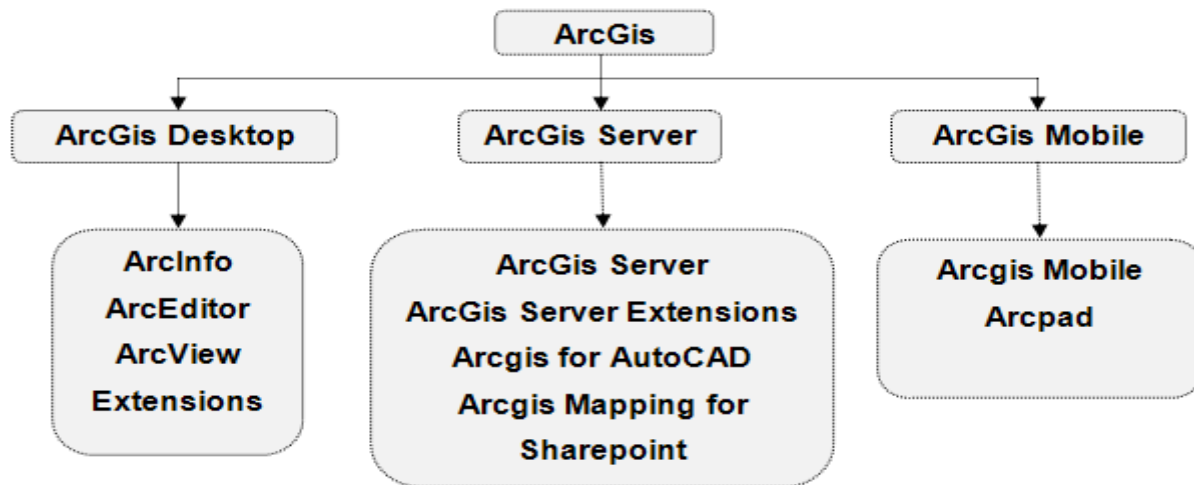 ArcGis
ArcGis Desktop
ArcGis Server
ArcGis Mobile
ArcInfo
ArcEditor
ArcView
Extensions
ArcGis Server
ArcGis Server Extensions
Arcgis for AutoCAD
Arcgis Mapping for
Sharepoint
Arcgis Mobile
Arcpad